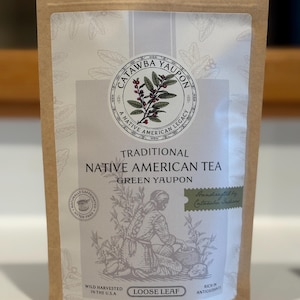 CATAWBA YAUPON
A NATIVE AMERICAN LEGACY
TRADITIONAL
NATIVE AMERICAN TEA
GREEN YAUPON
WILD HARVESTED
IN THE U.S.A
LOOSE LEAF
RICH IN
ANTIOXIDANTS